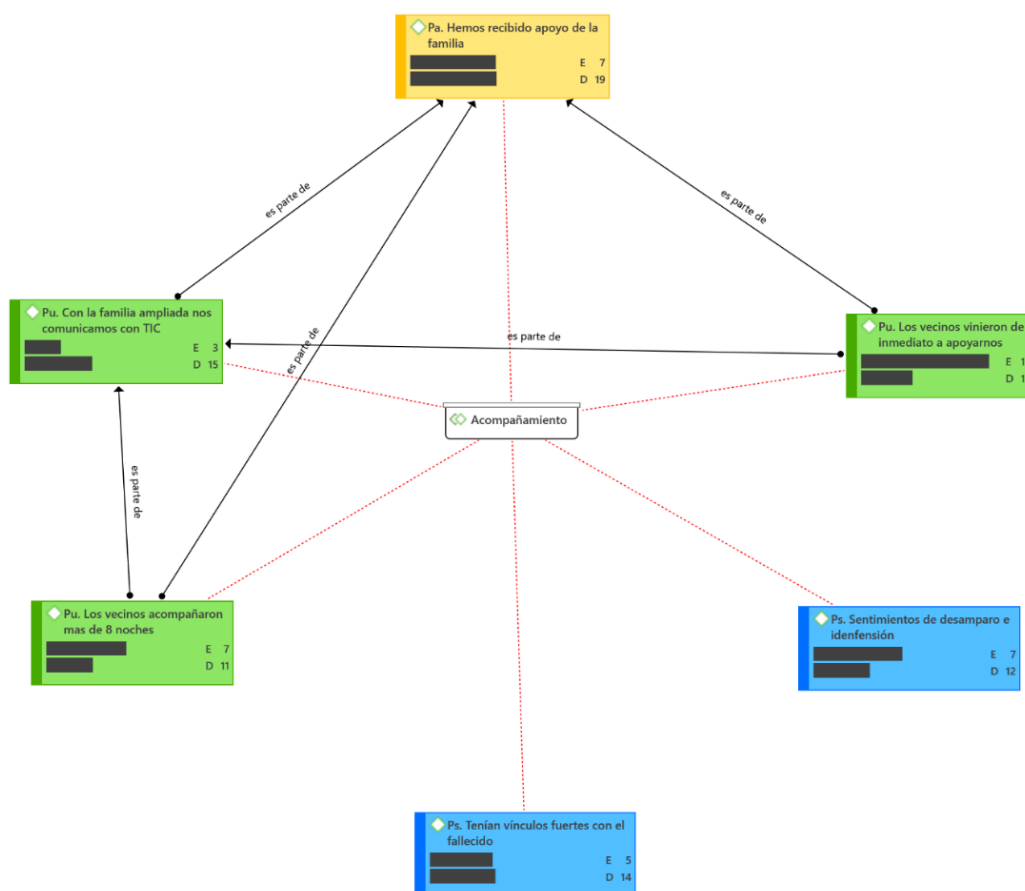 Pa. Hemos recibido apoyo de la
familia
E 7
D 19
es parte de
es parte de
Pu. Con la familia ampliada nos
comunicamos con TIC
E 3
D 15
es parte de
Pu. Los vecinos vinieron de
inmediato a apoyarnos
E 1
D 1
es parte de
Acompañamiento
es parte de
Pu. Los vecinos acompañaron
mas de 8 noches
E 7
D 11
Ps. Sentimientos de desamparo e
idenfensión
E 7
D 12
Ps. Tenían vínculos fuertes con el
fallecido
E 5
D 14